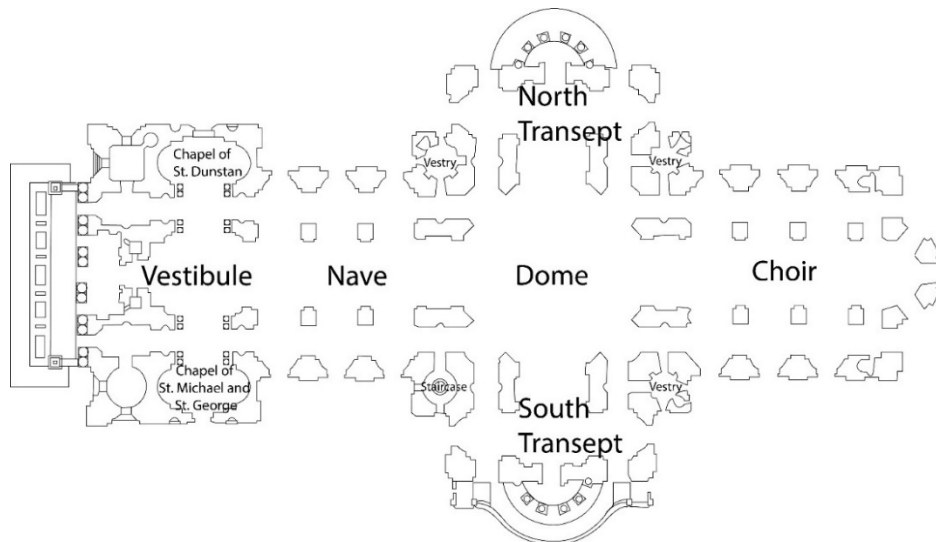 North
Transept
Chapel of
St. Dunstan
Vestry
Vestry
Vestibule
Nave
Dome
Choir
Chapel of
St. Michael and
St. George
Staircase
Vestry
South
Transept